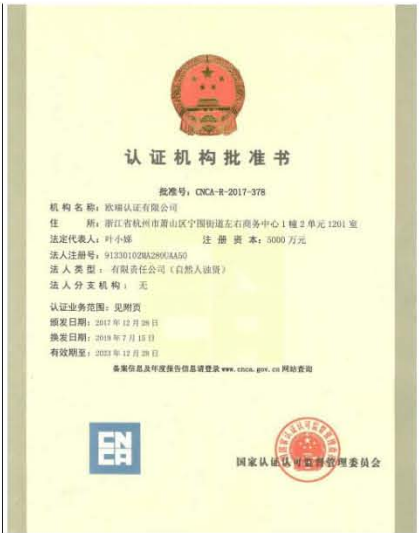 认证机构批准书
批准号：CNCA-R-2017-378
机构名称：欧瑞认证有限公司
住 所：浙江省杭州市萧山区宁围街道左右商务中心1幢2单元1201室
法定代表人：叶小娜 注册资本：5000万元
法人注册号：91330102MA280UAA50
法人类型：有限责任公司（自然人独资）
法人分支机构：无
认证业务范围：见附页
颁发日期：2017年12月28日
换发日期：2019年7月15日
有效期至：2023年12月28日
备案信息及年度报告信息请登录 www.cnca.gov.cn 网站查询
CNCA
国家认证认可监督管理委员会